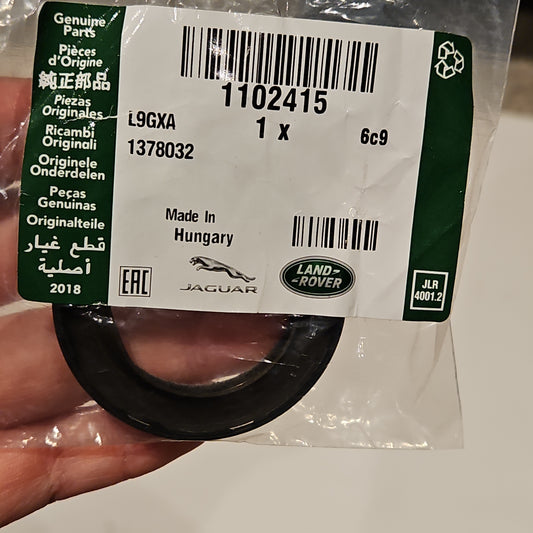 Genuine
Parts
Pièces
d'Origine
純正部品
Piezas
Originales
Ricambi
Originali
Originele
Onderdelen
Peças
Genuinas
Originalteile
قطع غيار
أصلية
2018
1102415
L9GXA
1 x
6c9
1378032
Made In
Hungary
EAC
JAGUAR
LAND-
-ROVER
JLR
4001.2